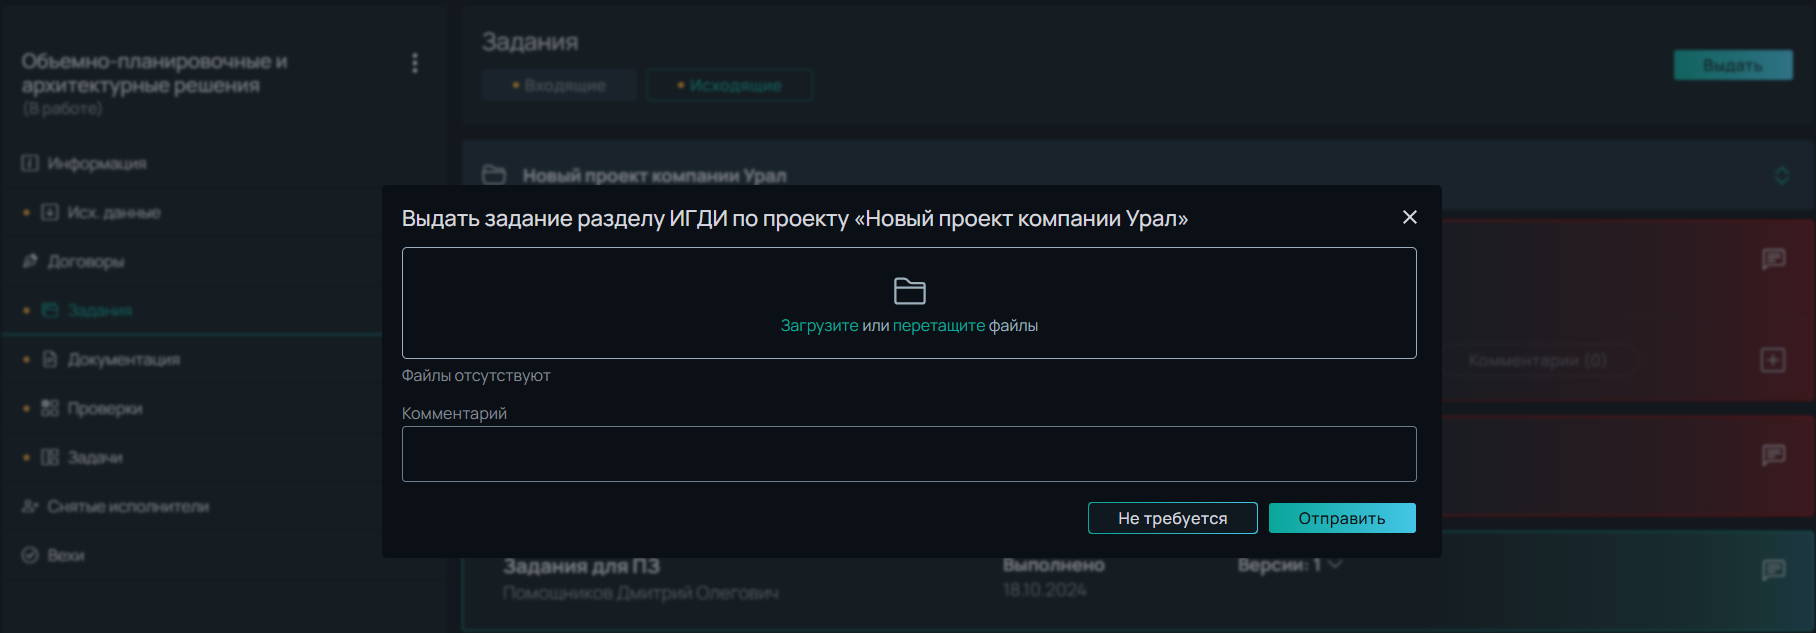 Объемно-планировочные и
архитектурные решения
(В работе)
Информация
Исх. данные
Договоры
Задания
Документация
Проверки
Задачи
Снятые исполнители
Вехи
Задания
Входящие
Исходящие
Выдать
Новый проект компании Урал
Выдать задание разделу ИГДИ по проекту «Новый проект компании Урал»
Загрузите или перетащите файлы
Файлы отсутствуют
Комментарий
Не требуется
Отправить
Комментарии (0)
Задания для ПЗ
Помощников Дмитрий Олегович
Выполнено
18.10.2024
Версии: 1